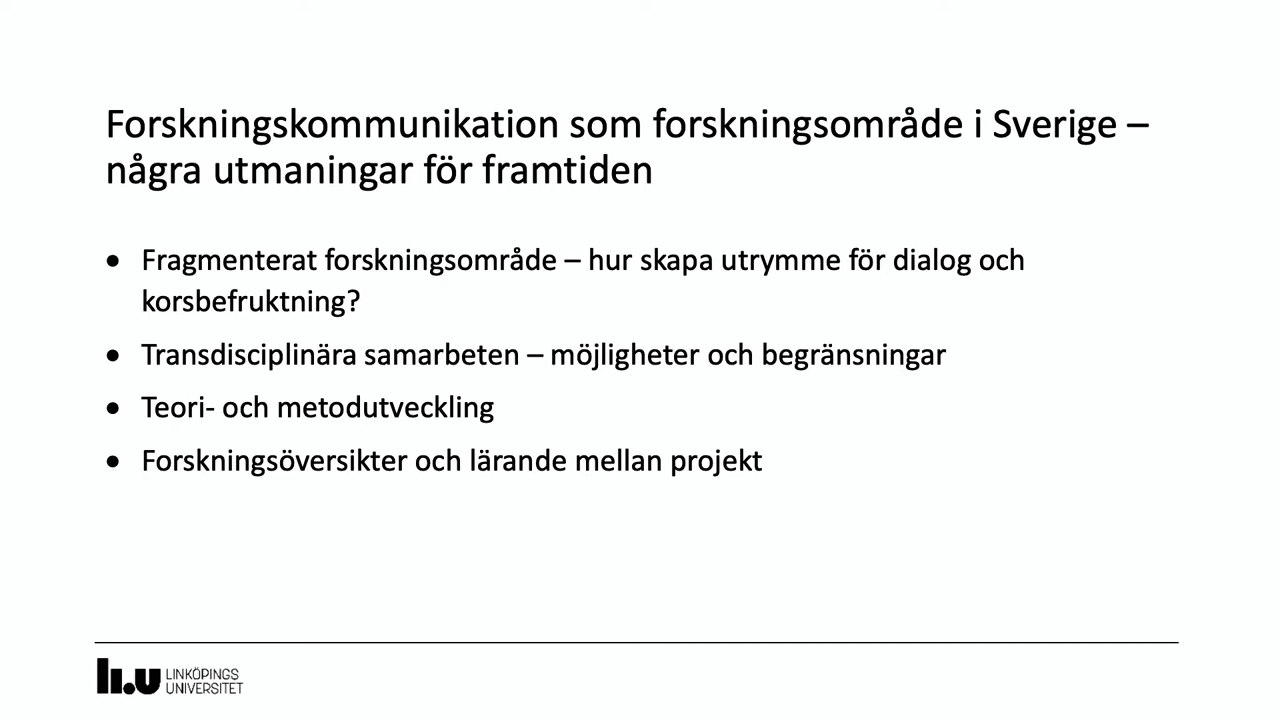 Forskningskommunikation som forskningsområde i Sverige –
några utmaningar för framtiden
• Fragmenterat forskningsområde – hur skapa utrymme för dialog och
korsbefruktning?
• Transdisciplinära samarbeten – möjligheter och begränsningar
• Teori- och metodutveckling
• Forskningsöversikter och lärande mellan projekt
LI.U LINKÖPINGS
UNIVERSITET